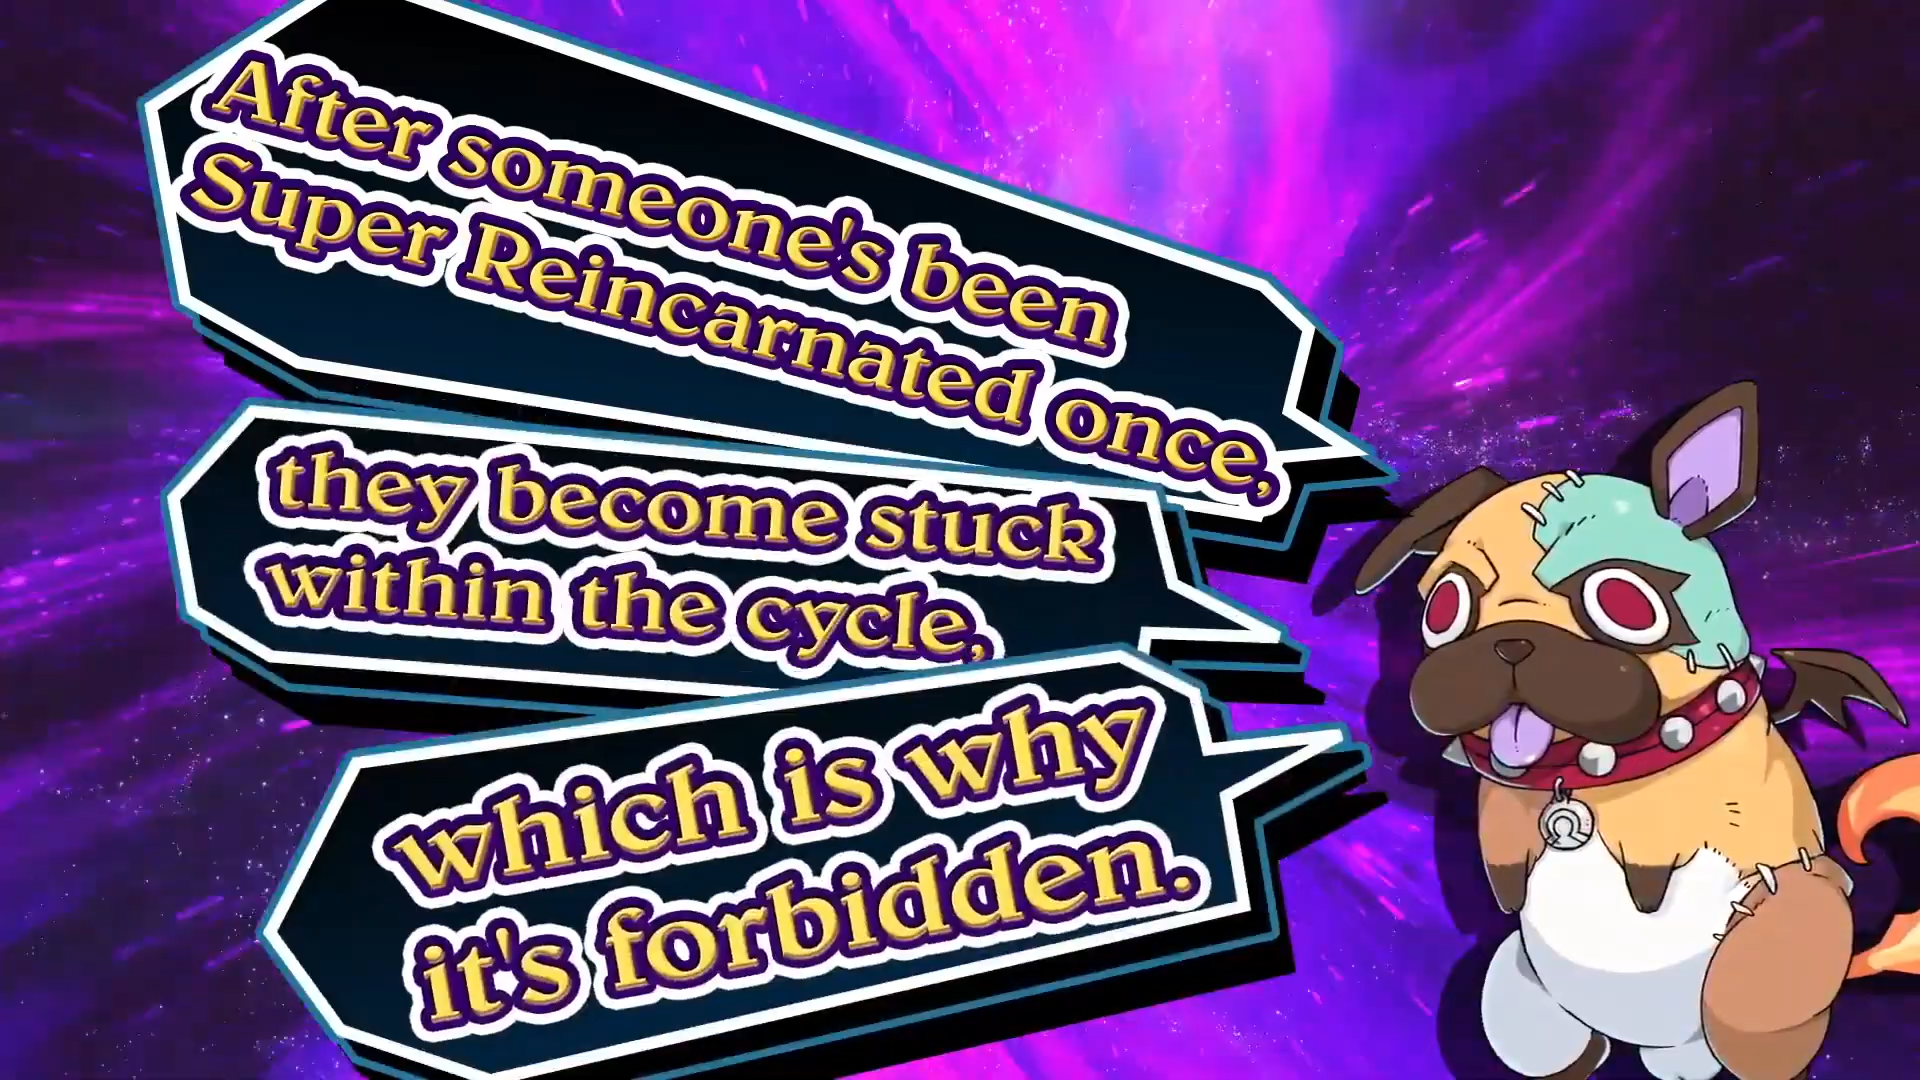 After someone's been
Super Reincarnated once,
they become stuck
within the cycle,
which is why
it's forbidden.